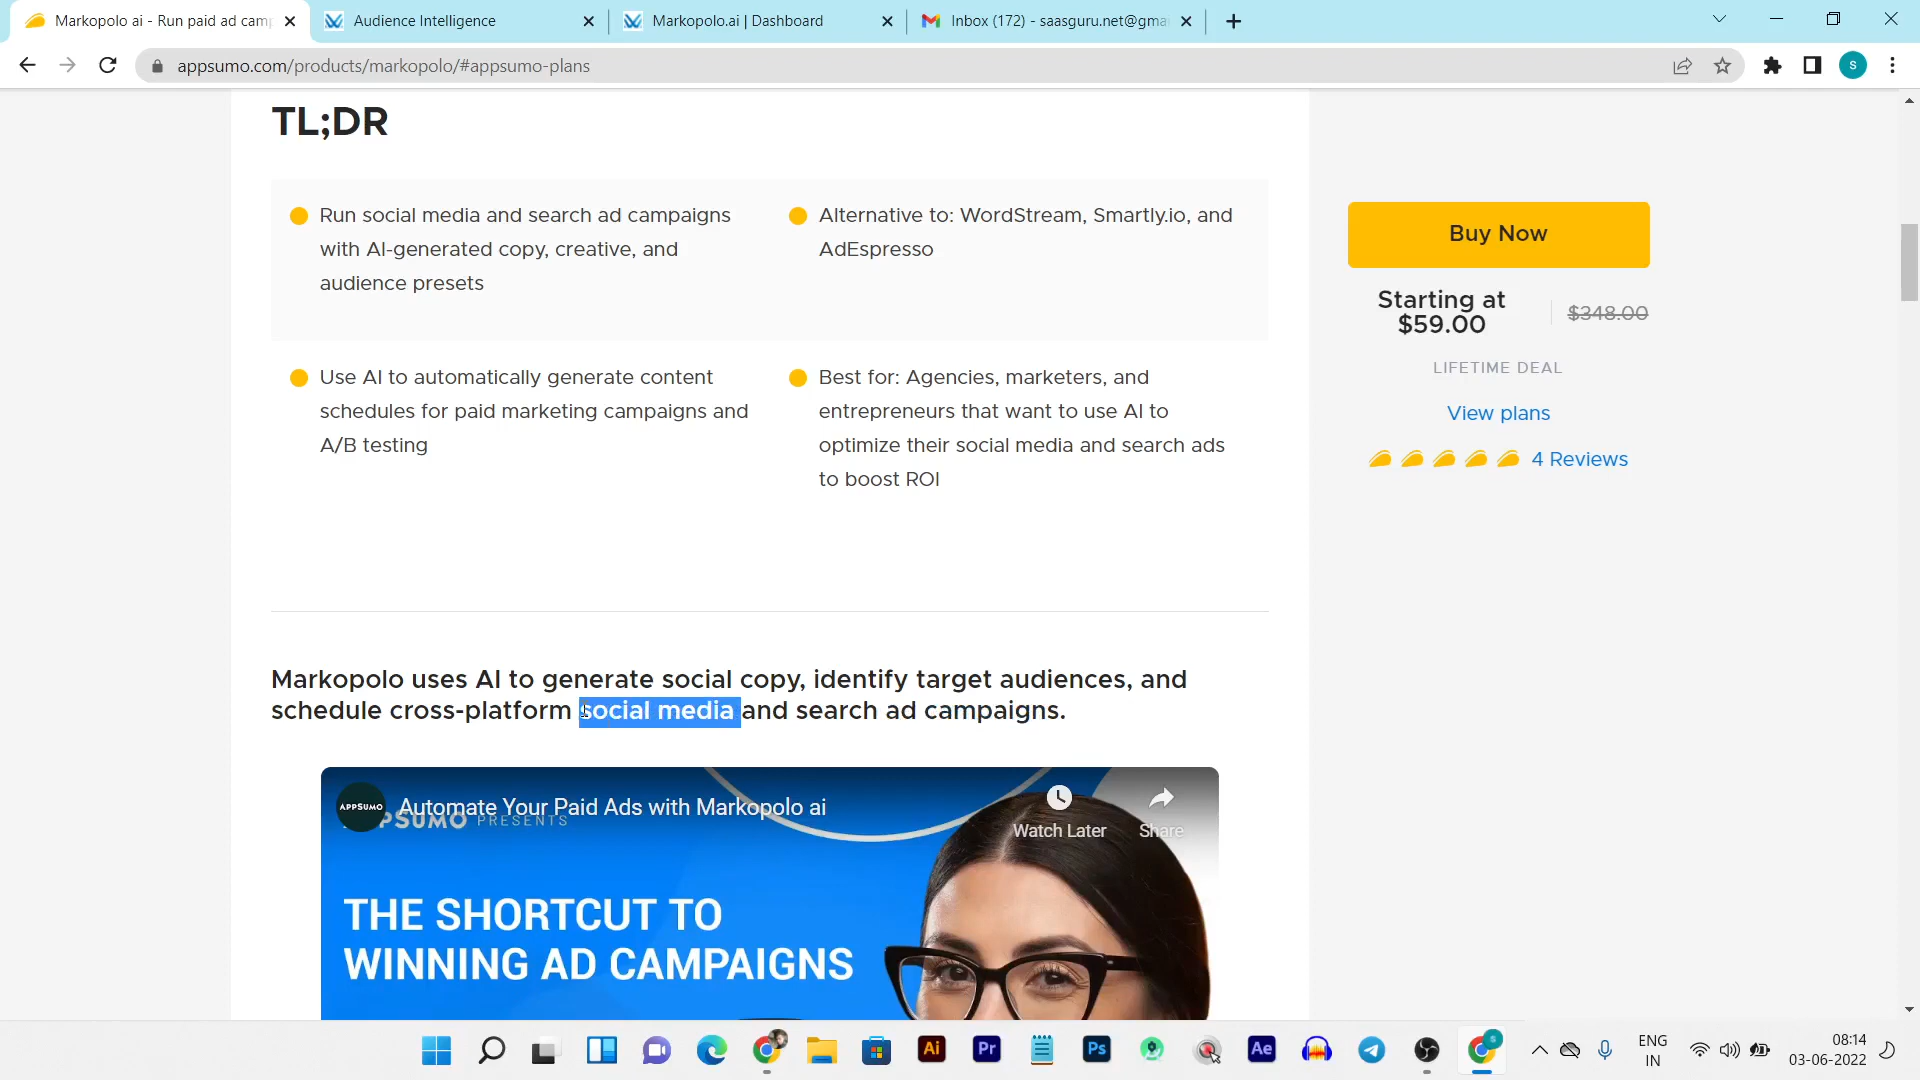 Markopolo ai - Run paid ad cam
Audience Intelligence
Markopolo.ai | Dashboard
Inbox (172) - saasguru.net@gma
appsumo.com/products/markopolo/#appsumo-plans
S
TL;DR
Run social media and search ad campaigns
with AI-generated copy, creative, and
audience presets
Alternative to: WordStream, Smartly.io, and
AdEspresso
Use AI to automatically generate content
schedules for paid marketing campaigns and
A/B testing
Best for: Agencies, marketers, and
entrepreneurs that want to use AI to
optimize their social media and search ads
to boost ROI
Buy Now
Starting at
$59.00
$348.00
LIFETIME DEAL
View plans
4 Reviews
Markopolo uses AI to generate social copy, identify target audiences, and
schedule cross-platform social media and search ad campaigns.
APPSUMO
Automate Your Paid Ads with Markopolo ai
PRESENTS
Watch Later
Share
THE SHORTCUT TO
WINNING AD CAMPAIGNS
Ai
Pr
Ps
Ae
ENG
IN
08:14
03-06-2022